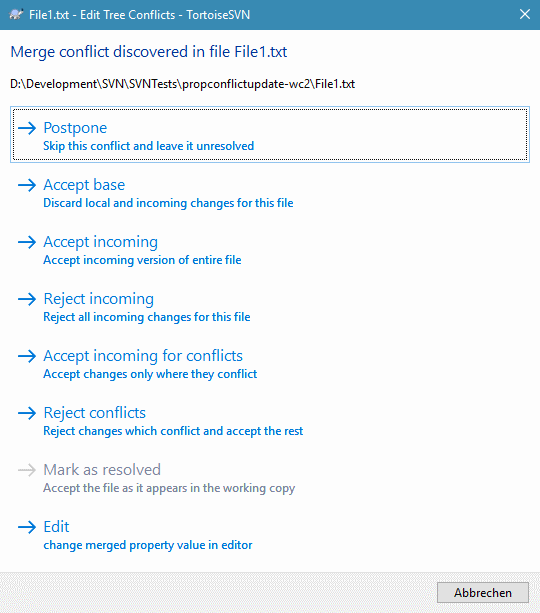 File1.txt - Edit Tree Conflicts - TortoiseSVN
Merge conflict discovered in file File1.txt
D:\Development\SVN\SVNTests\propconflictupdate-wc2\File1.txt
Postpone
Skip this conflict and leave it unresolved
Accept base
Discard local and incoming changes for this file
Accept incoming
Accept incoming version of entire file
Reject incoming
Reject all incoming changes for this file
Accept incoming for conflicts
Accept changes only where they conflict
Reject conflicts
Reject changes which conflict and accept the rest
Mark as resolved
Accept the file as it appears in the working copy
Edit
change merged property value in editor
Abbrechen